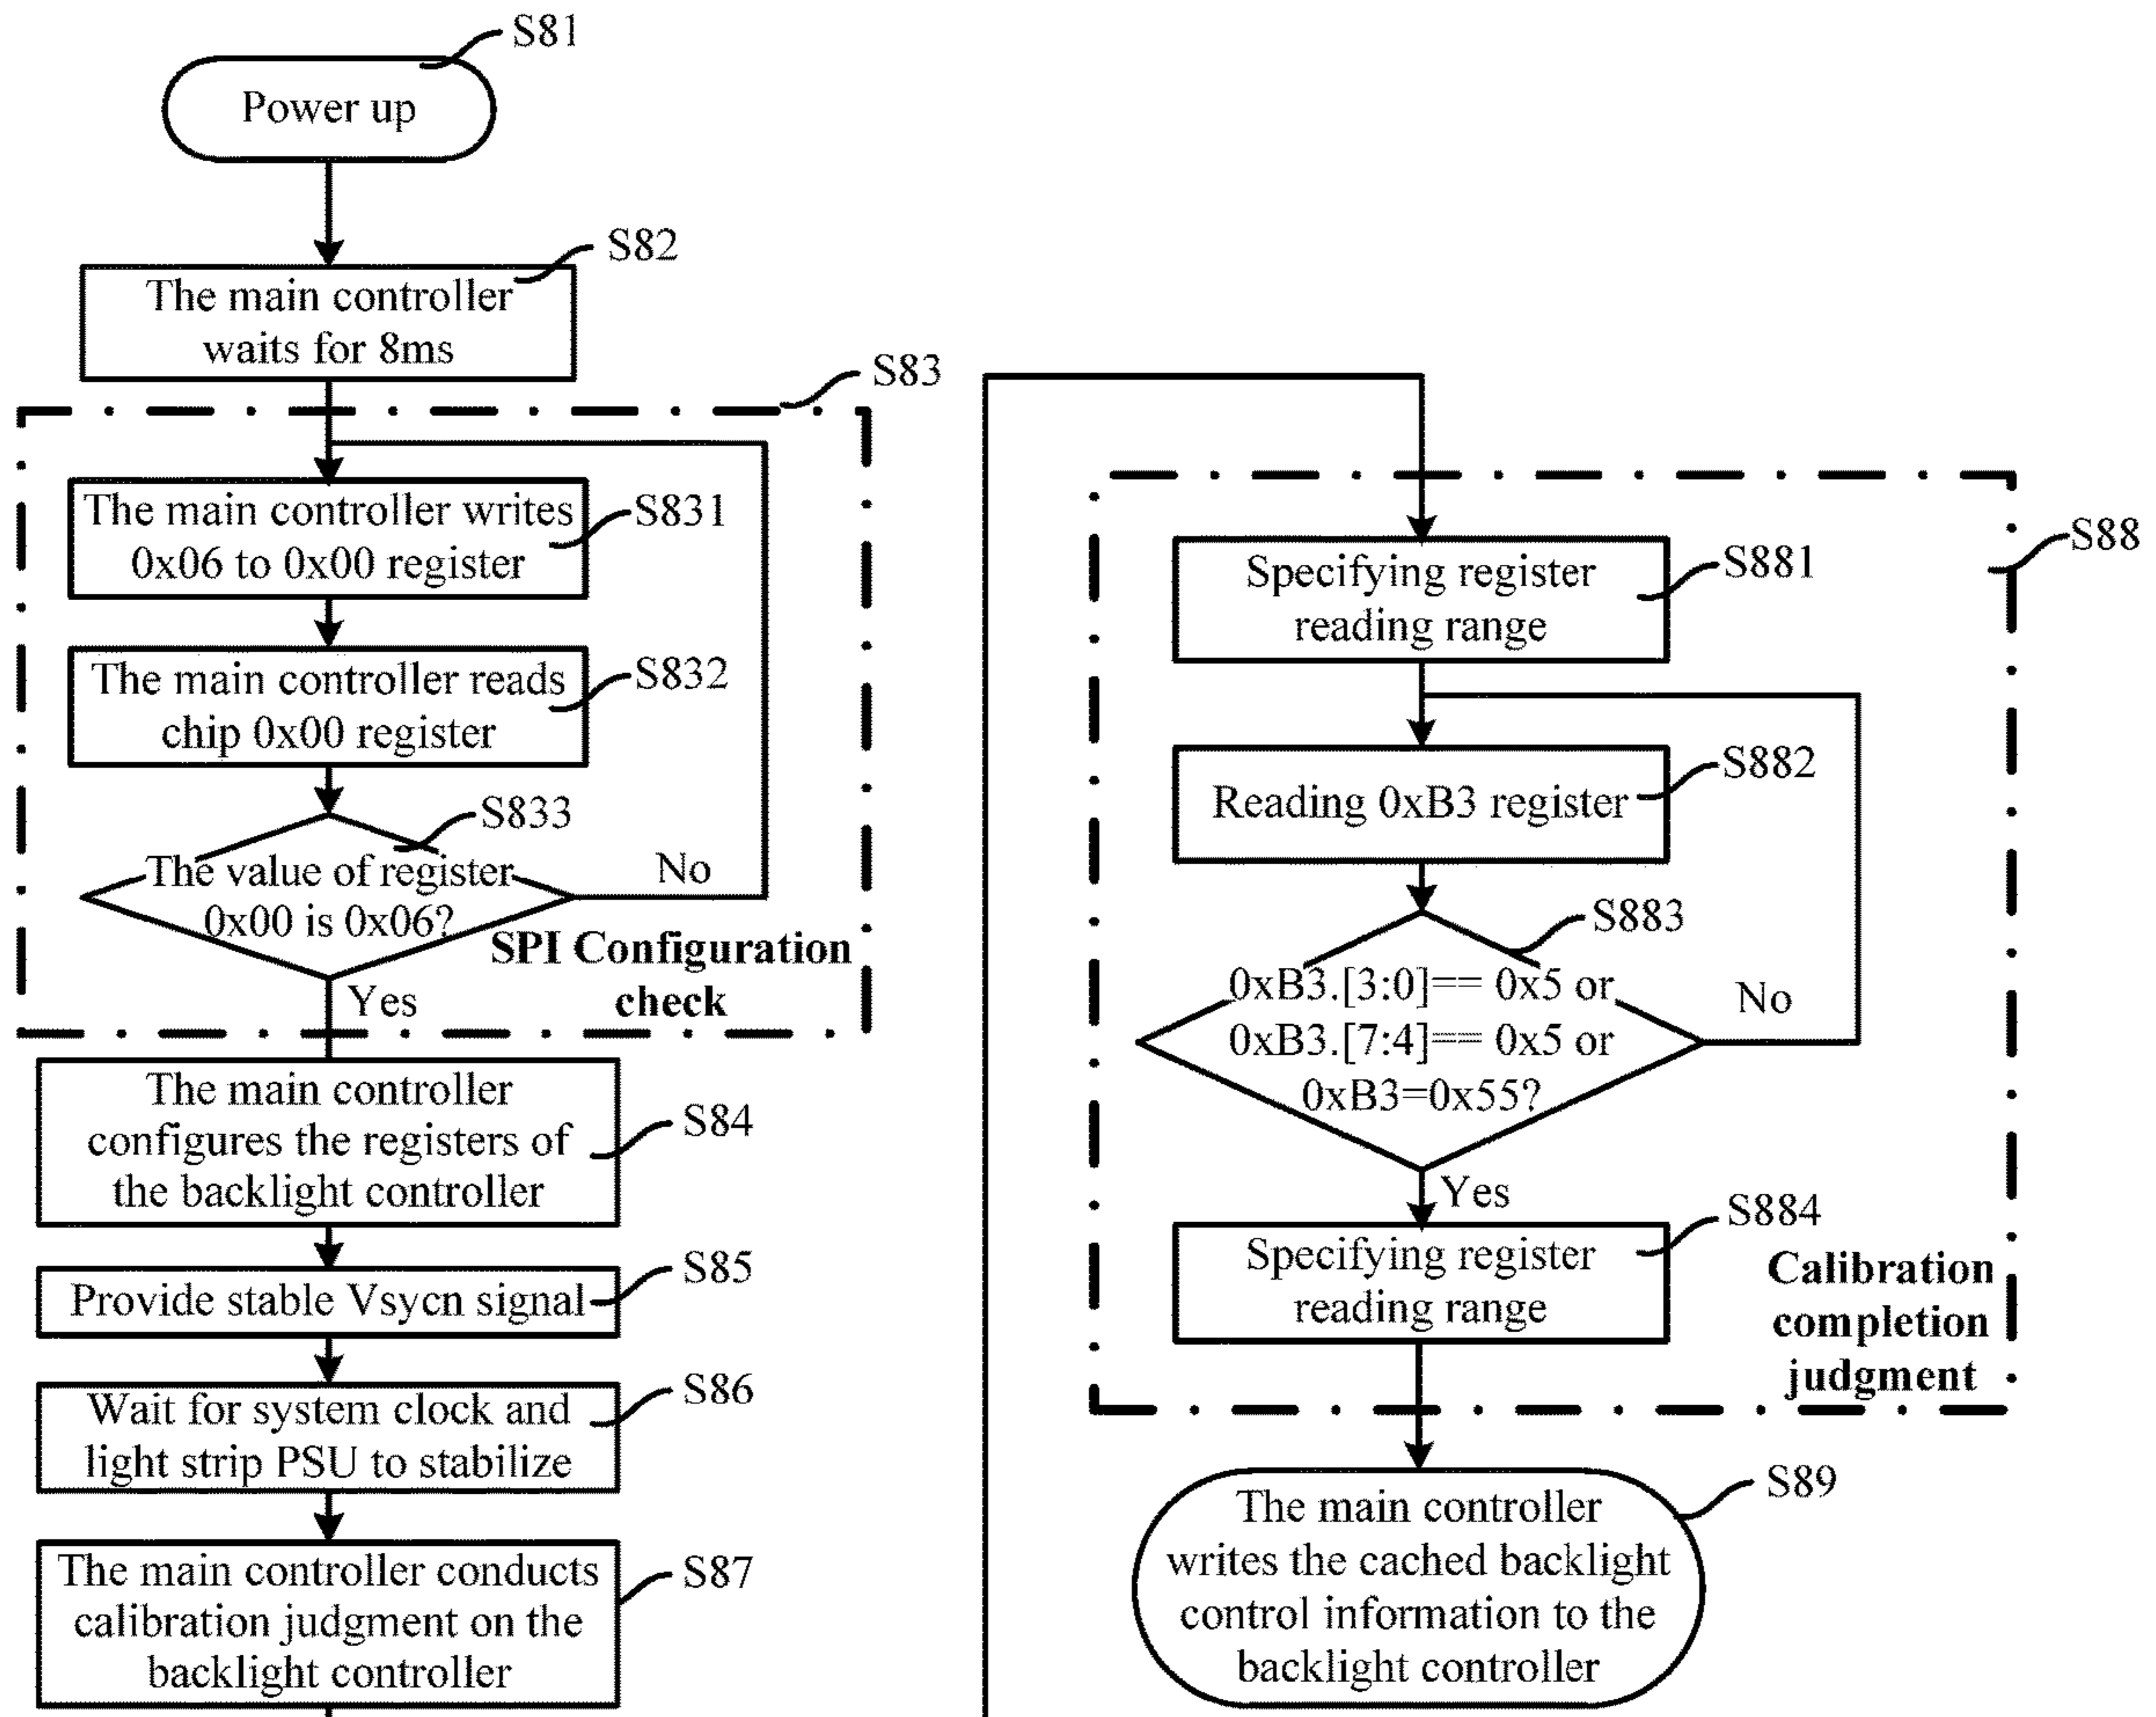 S81
Power up
S82
The main controller
waits for 8ms
S83
The main controller writes
0x06 to 0x00 register
S831
The main controller reads
chip 0x00 register
S832
S833
The value of register
0x00 is 0x06?
No
SPI Configuration
check
Yes
The main controller
configures the registers of
the backlight controller
S84
Provide stable Vsycn signal
S85
Wait for system clock and
light strip PSU to stabilize
S86
The main controller conducts
calibration judgment on the
backlight controller
S87
S88
Specifying register
reading range
S881
Reading 0xB3 register
S882
S883
0xB3.[3:0]== 0x5 or
0xB3.[7:4]== 0x5 or
0xB3=0x55?
No
Yes
Specifying register
reading range
S884
Calibration
completion
judgment
S89
The main controller
writes the cached backlight
control information to the
backlight controller